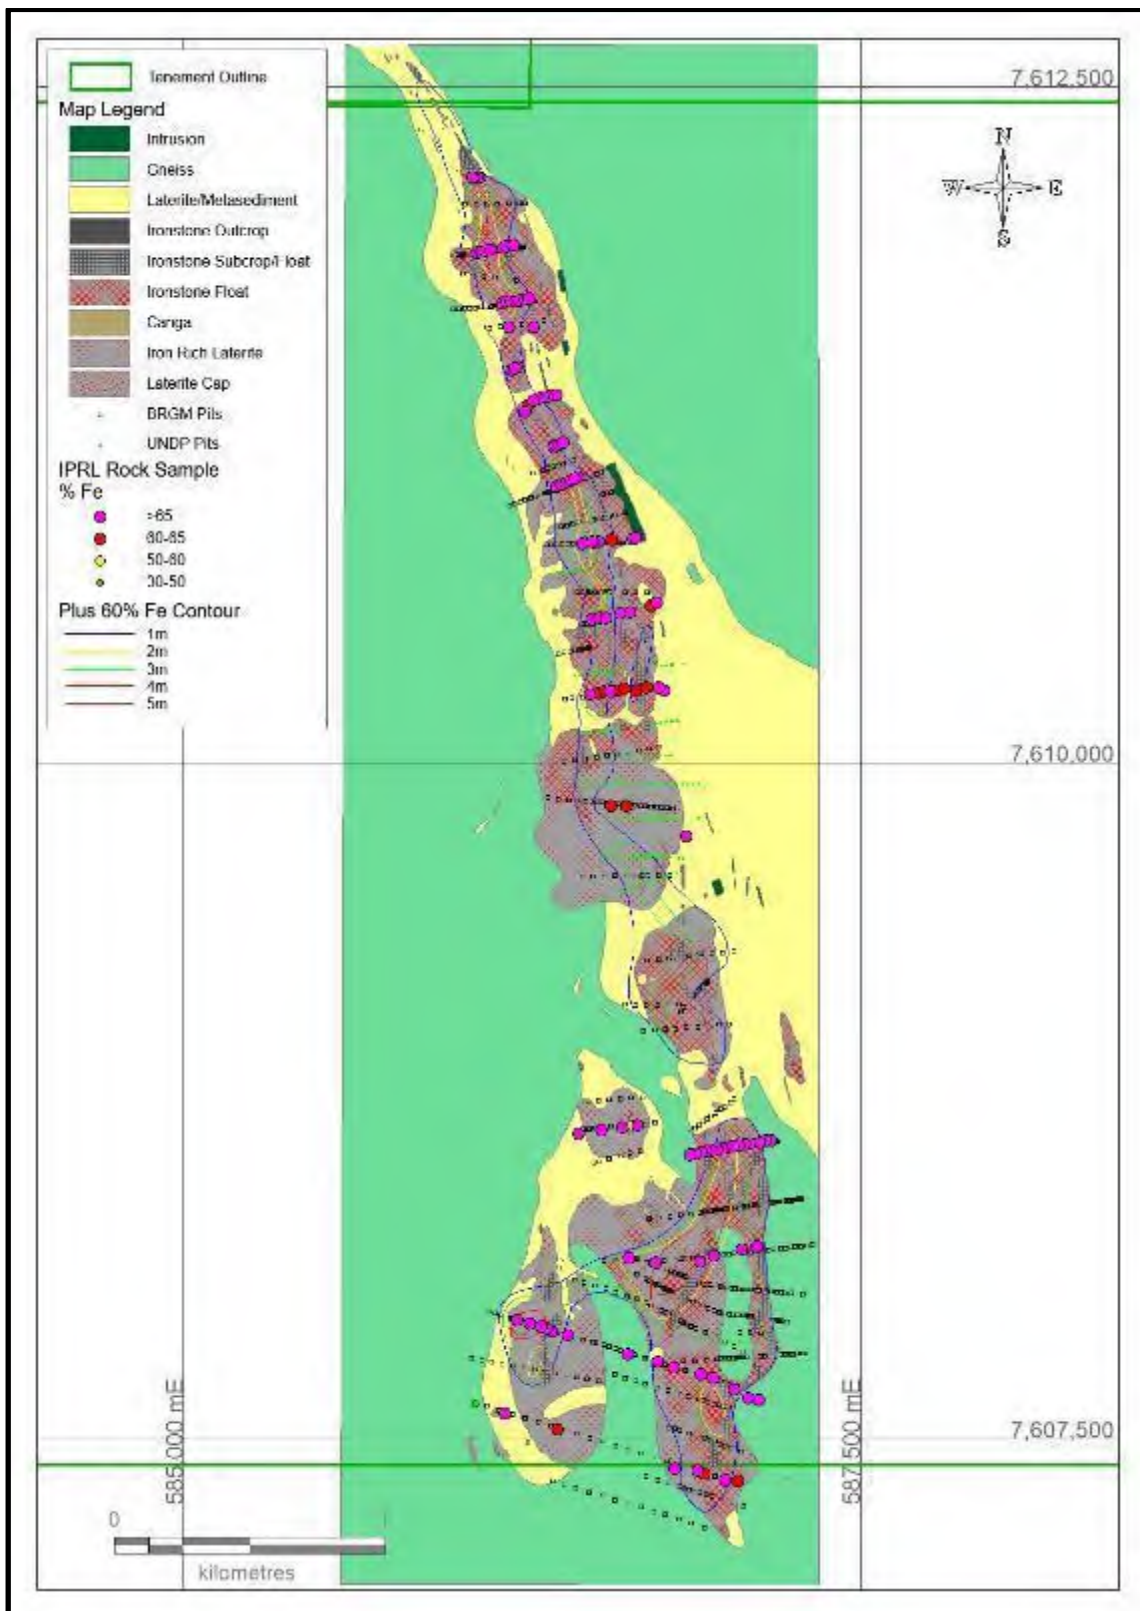 Tenement Outline
Map Legend
Intrusion
Gneiss
Laterite/Metasediment
Ironstone Outcrop
Ironstone Subcrop/Float
Ironstone Float
Canga
Iron Rich Laterite
Laterite Cap
BRGM Pits
UNDP Pits
IPRL Rock Sample
% Fe
>65
60-65
50-60
30-50
Plus 60% Fe Contour
1m
2m
3m
4m
5m
7,612,500
N
W E
S
7,610,000
7,607,500
585,000 mE
587,500 mE
0
kilometres